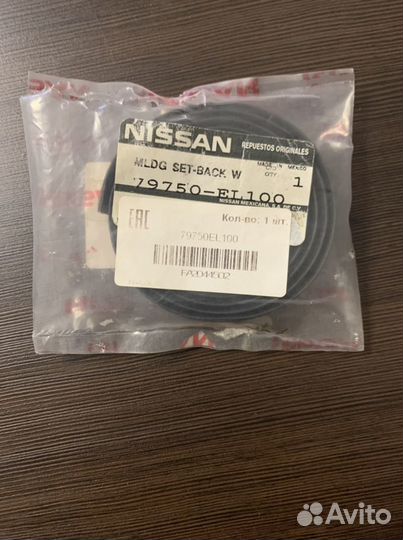 NISSAN
REPUESTOS ORIGINALES
MLDG SET-BACK W
MADE IN MEXICO
QTY.
1
79750-EL100
NISSAN MEXICANA, S.A. DE C.V.
EAC
Кол-во: 1 шт.
79750EL100
Avito